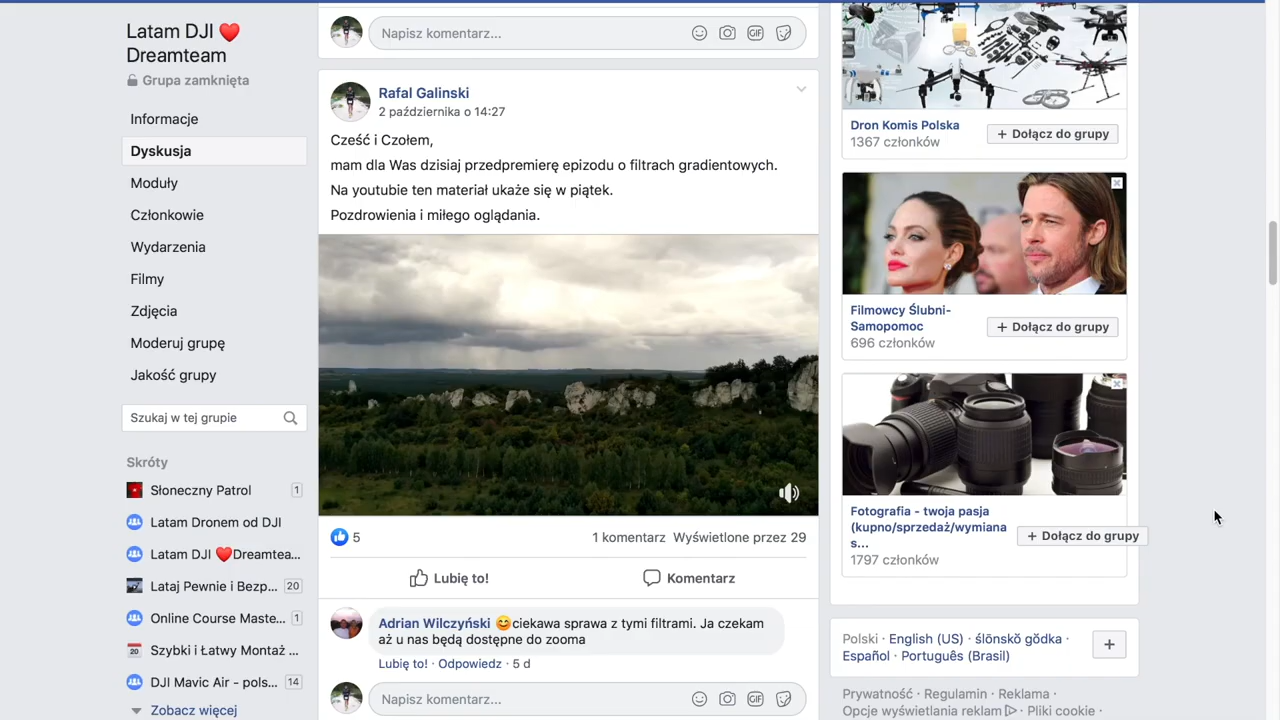 Latam DJI ❤️
Dreamteam
Grupa zamknięta
Informacje
Dyskusja
Moduły
Członkowie
Wydarzenia
Filmy
Zdjęcia
Moderuj grupę
Jakość grupy
Szukaj w tej grupie
Skróty
Słoneczny Patrol 1
Latam Dronem od DJI
Latam DJI ❤️Dreamtea...
Lataj Pewnie i Bezp... 20
Online Course Maste... 1
Szybki i Łatwy Montaż ...
DJI Mavic Air - pols... 14
Zobacz więcej
Napisz komentarz...
GIF
Rafal Galinski
2 października o 14:27
Cześć i Czołem,
mam dla Was dzisiaj przedpremierę epizodu o filtrach gradientowych.
Na youtubie ten materiał ukaże się w piątek.
Pozdrowienia i miłego oglądania.
5 1 komentarz Wyświetlone przez 29
Lubię to! Komentarz
Adrian Wilczyński 😊ciekawa sprawa z tymi filtrami. Ja czekam
aż u nas będą dostępne do zooma
Lubię to! · Odpowiedz · 5 d
Napisz komentarz...
GIF
Dron Komis Polska
1367 członków
+ Dołącz do grupy
Filmowcy Ślubni-
Samopomoc
696 członków
+ Dołącz do grupy
Fotografia - twoja pasja
(kupno/sprzedaż/wymiana
s...
1797 członków
+ Dołącz do grupy
Polski · English (US) · ślōnskŏ gŏdka ·
Español · Português (Brasil)
Prywatność · Regulamin · Reklama ·
Opcje wyświetlania reklam · Pliki cookie ·